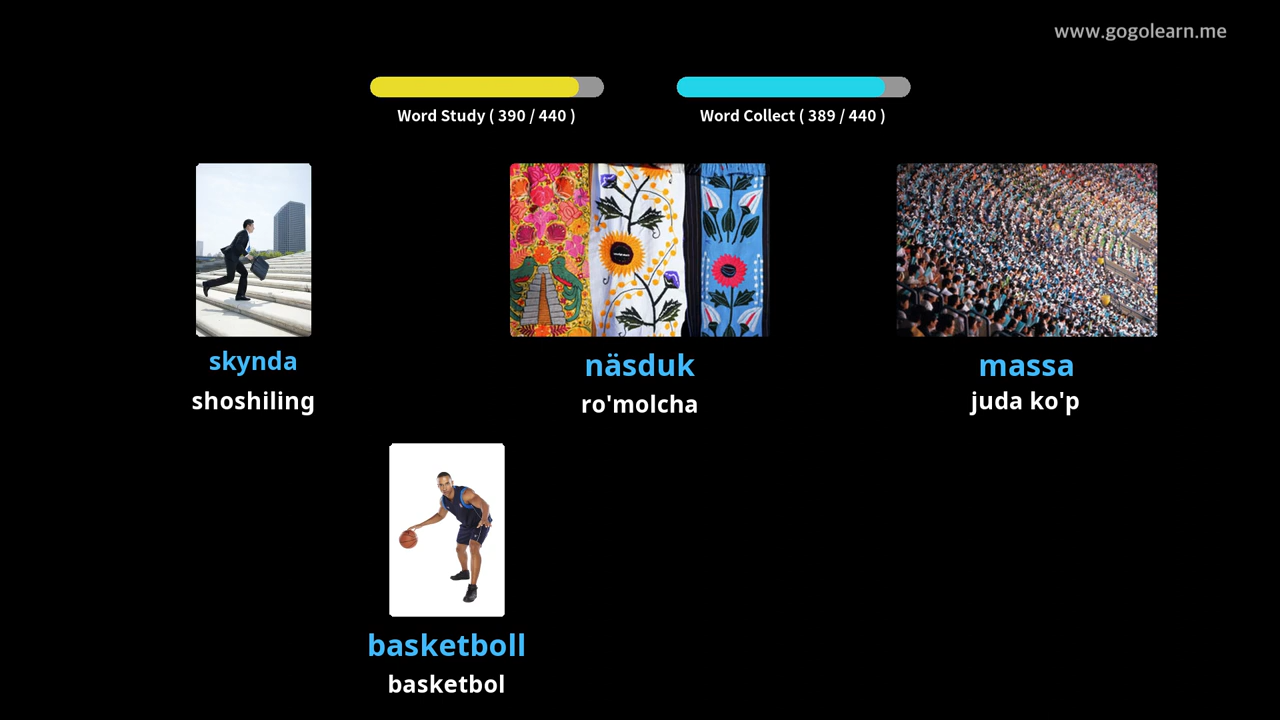 www.gogolearn.me
Word Study ( 390 / 440 )
Word Collect ( 389 / 440 )
skynda
näsduk
massa
shoshiling
ro'molcha
juda ko'p
basketboll
basketbol